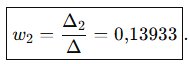 w₂ = Δ₂/Δ = 0,13933.